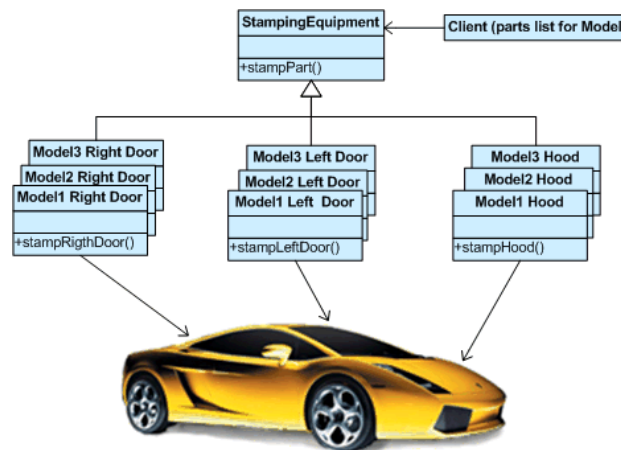 StampingEquipment
Client (parts list for Model
+stampPart()
Model3 Right Door
Model2 Right Door
Model1 Right Door
+stampRigthDoor()
Model3 Left Door
Model2 Left Door
Model1 Left Door
+stampLeftDoor()
Model3 Hood
Model2 Hood
Model1 Hood
+stampHood()